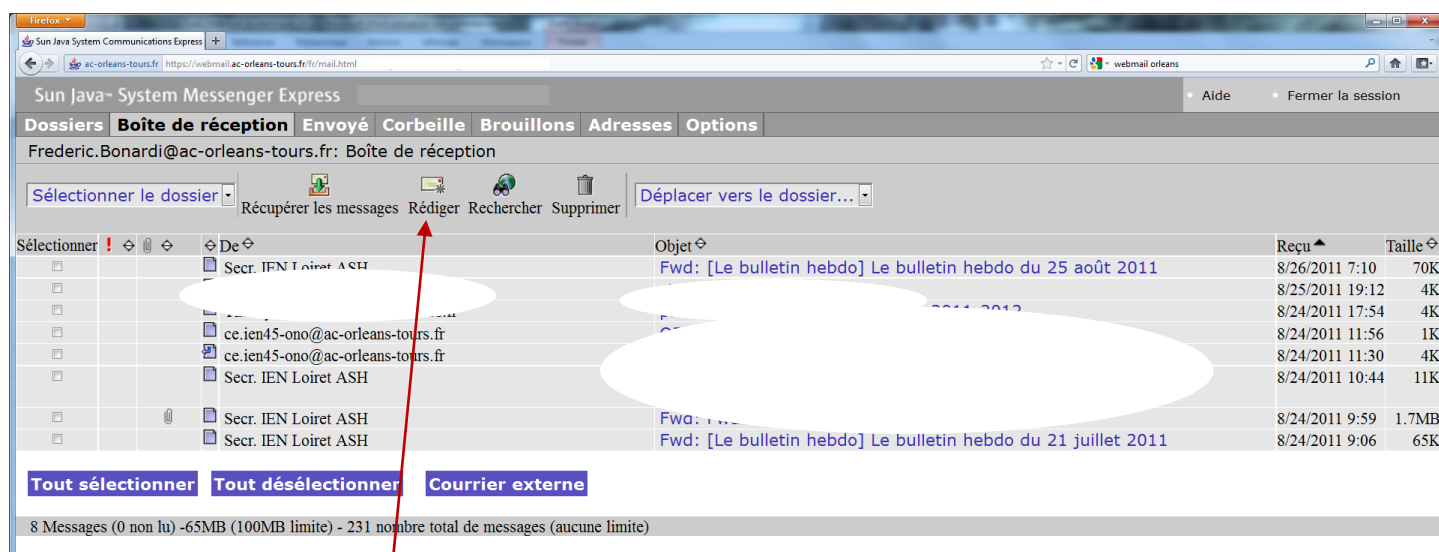 Firefox
Sun Java System Communications Express +
ac-orleans-tours.fr https://webmail.ac-orleans-tours.fr/fr/mail.html webmail orleans
Sun Java™ System Messenger Express Aide Fermer la session
Dossiers Boîte de réception Envoyé Corbeille Brouillons Adresses Options
Frederic.Bonardi@ac-orleans-tours.fr: Boîte de réception
Sélectionner le dossier Récupérer les messages Rédiger Rechercher Supprimer Déplacer vers le dossier...
Sélectionner ! De Objet Reçu Taille
Secr. IEN Loiret ASH Fwd: [Le bulletin hebdo] Le bulletin hebdo du 25 août 2011 8/26/2011 7:10 70K
8/25/2011 19:12 4K
2011-2012 8/24/2011 17:54 4K
ce.ien45-ono@ac-orleans-tours.fr 8/24/2011 11:56 1K
ce.ien45-ono@ac-orleans-tours.fr 8/24/2011 11:30 4K
Secr. IEN Loiret ASH 8/24/2011 10:44 11K
Secr. IEN Loiret ASH Fwd: 8/24/2011 9:59 1.7MB
Secr. IEN Loiret ASH Fwd: [Le bulletin hebdo] Le bulletin hebdo du 21 juillet 2011 8/24/2011 9:06 65K
Tout sélectionner Tout désélectionner Courrier externe
8 Messages (0 non lu) -65MB (100MB limite) - 231 nombre total de messages (aucune limite)